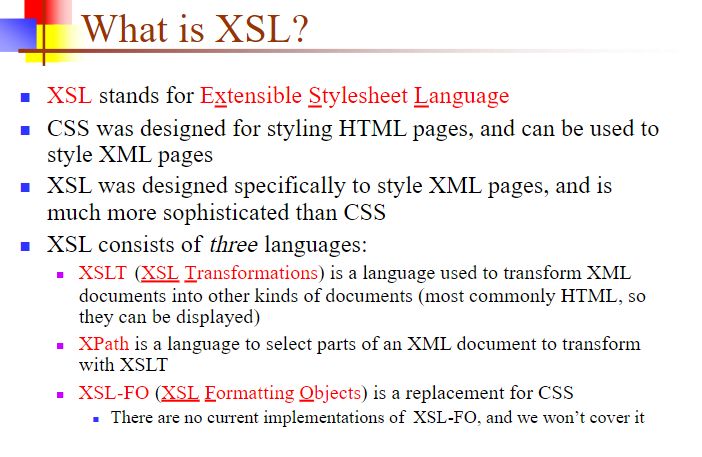 What is XSL?
XSL stands for Extensible Stylesheet Language
CSS was designed for styling HTML pages, and can be used to
style XML pages
XSL was designed specifically to style XML pages, and is
much more sophisticated than CSS
XSL consists of three languages:
XSLT (XSL Transformations) is a language used to transform XML
documents into other kinds of documents (most commonly HTML, so
they can be displayed)
XPath is a language to select parts of an XML document to transform
with XSLT
XSL-FO (XSL Formatting Objects) is a replacement for CSS
There are no current implementations of XSL-FO, and we won't cover it